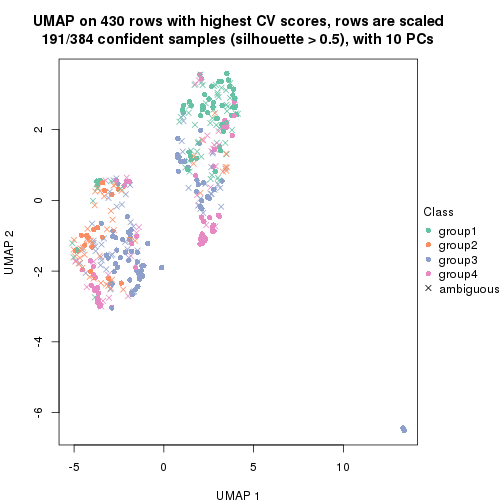 UMAP on 430 rows with highest CV scores, rows are scaled
191/384 confident samples (silhouette > 0.5), with 10 PCs
2
0
-2
-4
-6
UMAP 2
-5
0
5
10
UMAP 1
Class
group1
group2
group3
group4
ambiguous